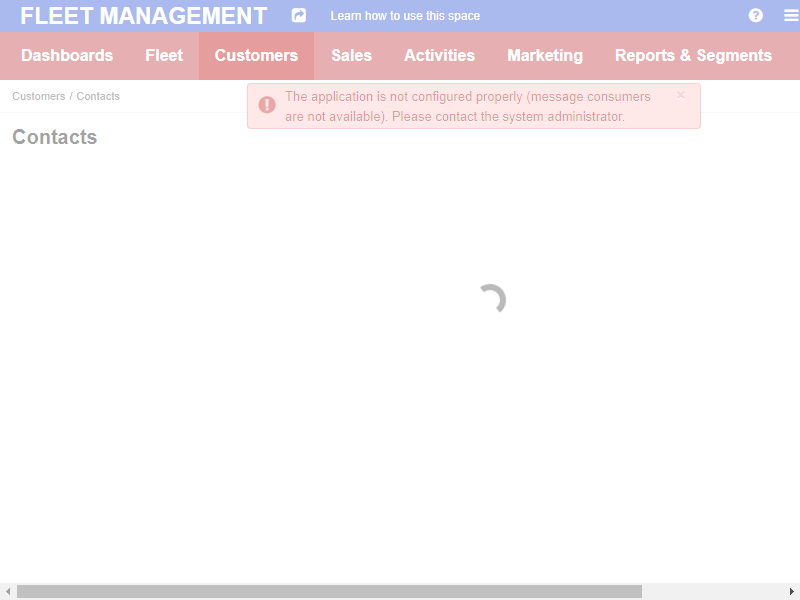 FLEET MANAGEMENT
Learn how to use this space
Dashboards Fleet Customers Sales Activities Marketing Reports & Segments
Customers / Contacts
The application is not configured properly (message consumers
are not available). Please contact the system administrator.
Contacts